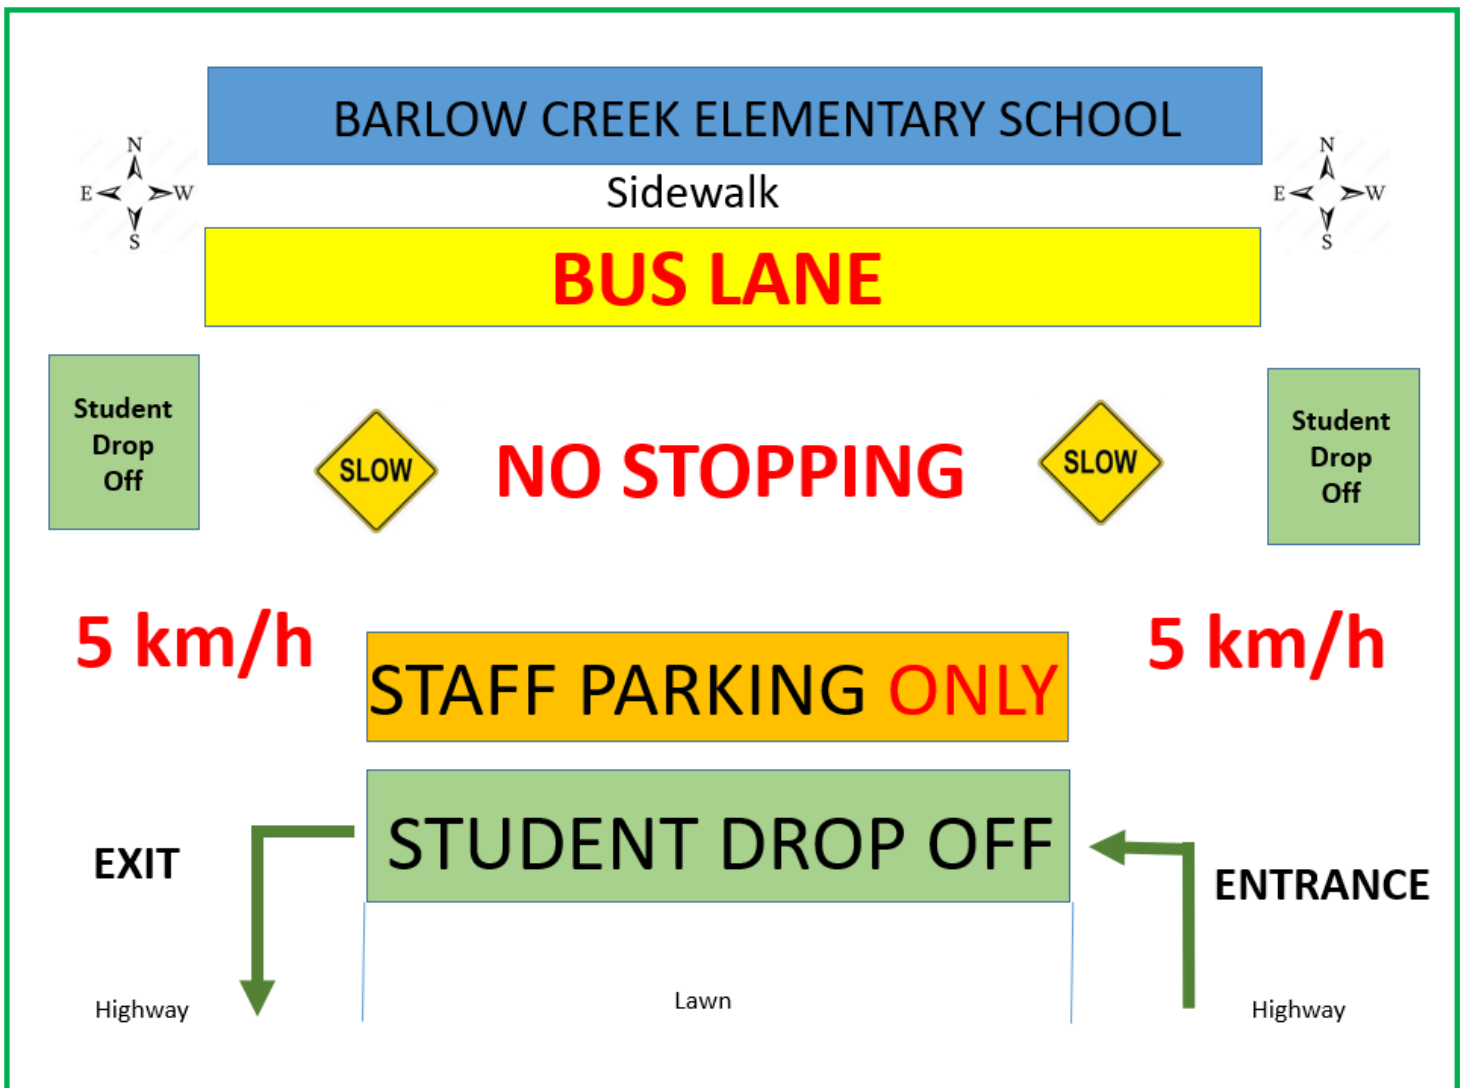 BARLOW CREEK ELEMENTARY SCHOOL
N
E W
S
N
E W
S
Sidewalk
BUS LANE
Student
Drop
Off
SLOW
NO STOPPING
SLOW
Student
Drop
Off
5 km/h
5 km/h
STAFF PARKING ONLY
STUDENT DROP OFF
EXIT
ENTRANCE
Highway
Lawn
Highway